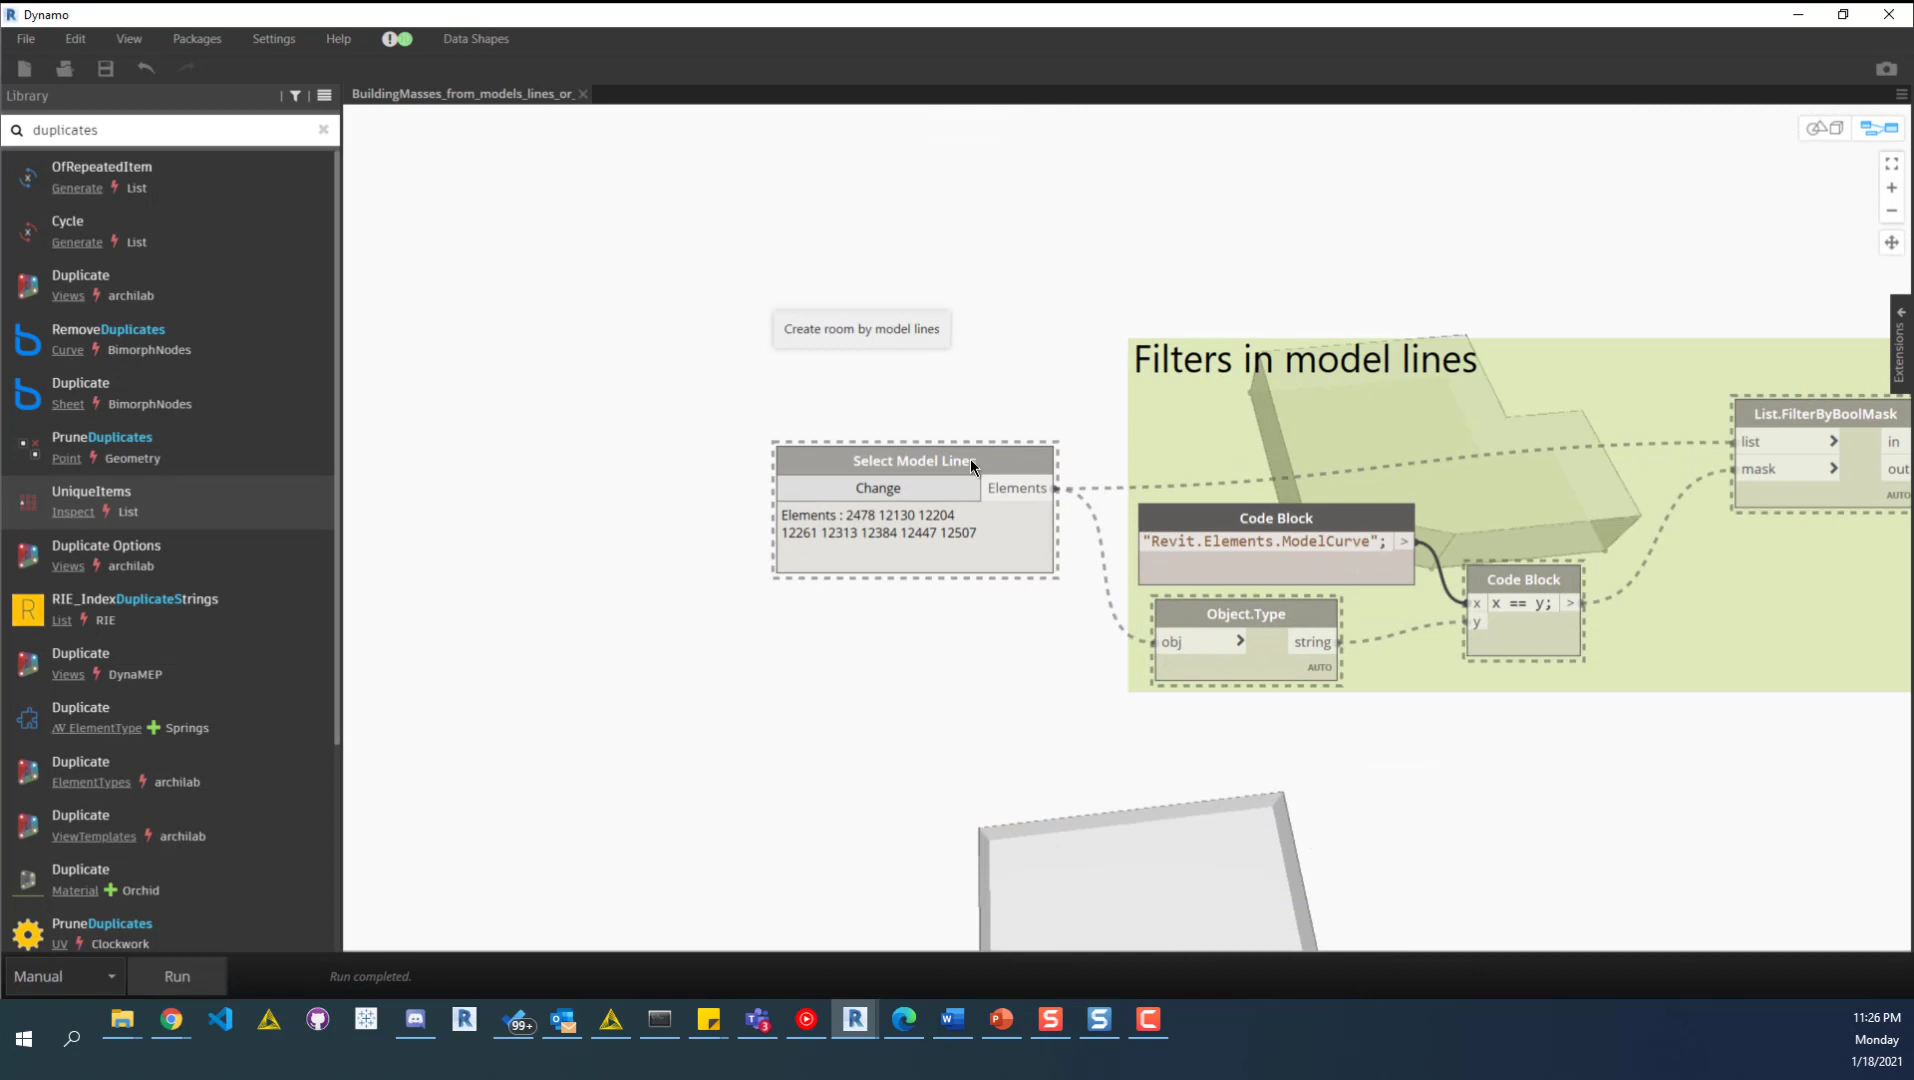 Dynamo
File Edit View Packages Settings Help Data Shapes
Library
BuildingMasses_from_models_lines_or_
duplicates
OfRepeatedItem
Generate List
Cycle
Generate List
Duplicate
Views archilab
RemoveDuplicates
Curve BimorphNodes
Duplicate
Sheet BimorphNodes
PruneDuplicates
Point Geometry
UniqueItems
Inspect List
Duplicate Options
Views archilab
RIE_IndexDuplicateStrings
List RIE
Duplicate
Views DynaMEP
Duplicate
ElementType Springs
Duplicate
ElementTypes archilab
Duplicate
ViewTemplates archilab
Duplicate
Material Orchid
PruneDuplicates
UV Clockwork
Create room by model lines
Filters in model lines
Select Model Lines
Change Elements
Elements : 2478 12130 12204
12261 12313 12384 12447 12507
Code Block
"Revit.Elements.ModelCurve"; >
Object.Type
obj > string
AUTO
Code Block
x x == y; >
y
List.FilterByBoolMask
list > in
mask > out
AUTO
Extensions
Manual Run Run completed.
99+
3
11:26 PM
Monday
1/18/2021